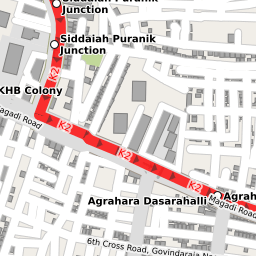 Siddaiah Puranik
Junction
Siddaiah Puranik
Junction
K-2
KHB Colony
Magadi Road
K-2
K-2
Agrahara Dasarahalli
Magadi Road
6th Cross Road, Govindaraja